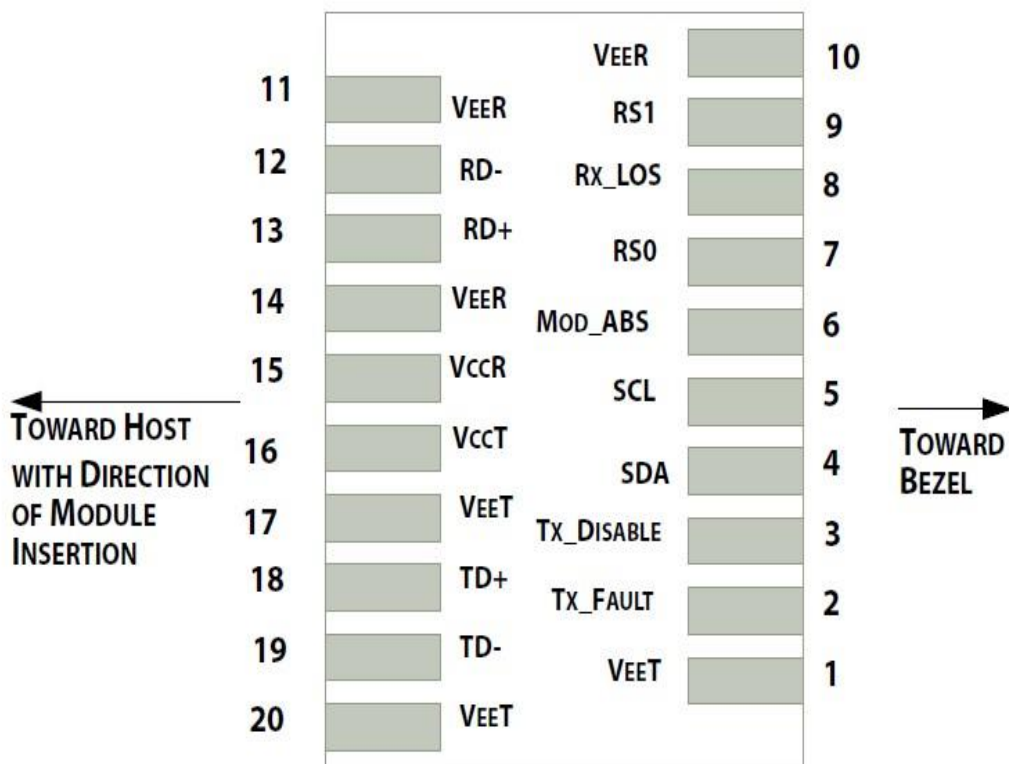 11 VEER
12 RD-
13 RD+
14 VEER
15 VCCR
16 VCCT
17 VEET
18 TD+
19 TD-
20 VEET
VEER 10
RS1 9
RX_LOS 8
RS0 7
MOD_ABS 6
SCL 5
SDA 4
TX_DISABLE 3
TX_FAULT 2
VEET 1
TOWARD HOST
WITH DIRECTION
OF MODULE
INSERTION
TOWARD
BEZEL